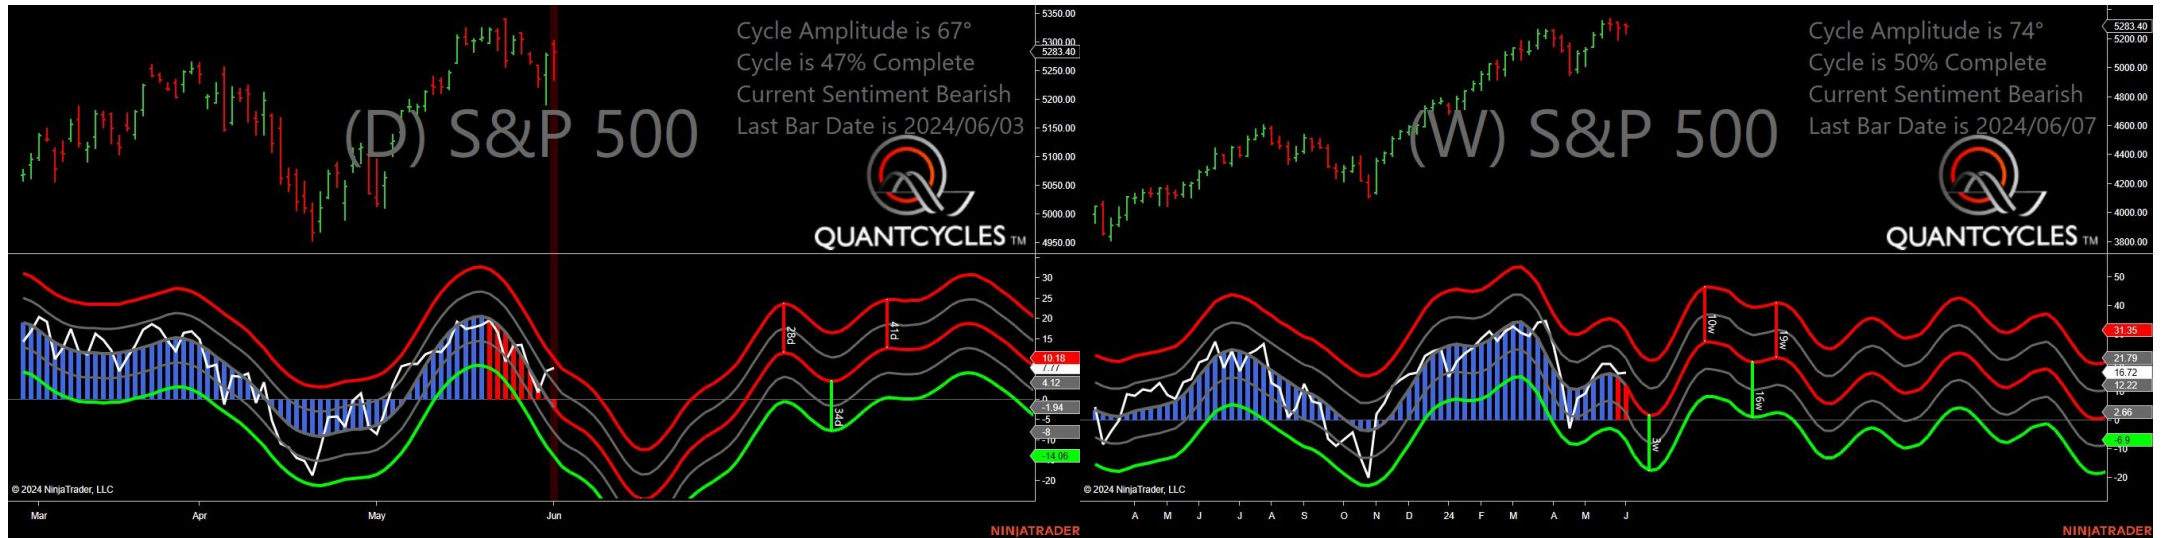 Cycle Amplitude is 67°
Cycle is 47% Complete
Current Sentiment Bearish
Last Bar Date is 2024/06/03
(D) S&P 500
QUANTCYCLES TM
5350.00
5300.00
5283.40
5250.00
5200.00
5150.00
5100.00
5050.00
5000.00
4950.00
30
25
20
15
10.18
7.77
4.12
0
-1.94
-5
-8
-10
-14.06
-20
28d
34d
41d
© 2024 NinjaTrader, LLC
Mar Apr May Jun
NINJATRADER
Cycle Amplitude is 74°
Cycle is 50% Complete
Current Sentiment Bearish
Last Bar Date is 2024/06/07
(W) S&P 500
QUANTCYCLES TM
5283.40
5200.00
5000.00
4800.00
4600.00
4400.00
4200.00
4000.00
3800.00
50
40
31.35
21.79
16.72
12.22
10
2.66
0
-6.9
-10
-20
3w
10w
16w
19w
© 2024 NinjaTrader, LLC
A M J J A S O N D 24 F M A M J
NINJATRADER